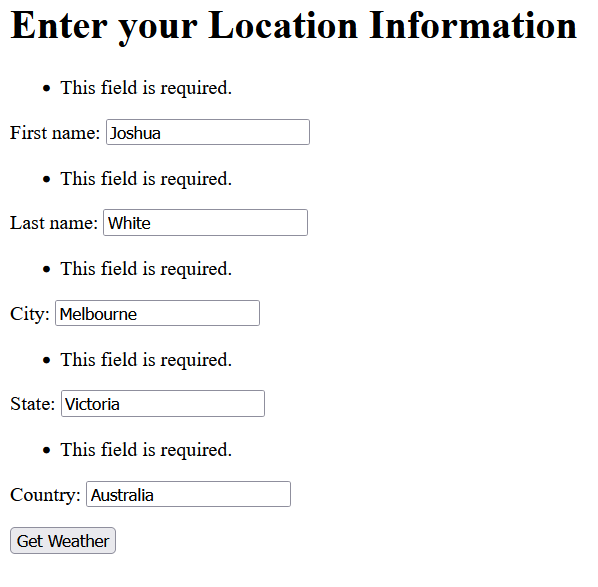 Enter your Location Information
• This field is required.
First name: Joshua
• This field is required.
Last name: White
• This field is required.
City: Melbourne
• This field is required.
State: Victoria
• This field is required.
Country: Australia
Get Weather